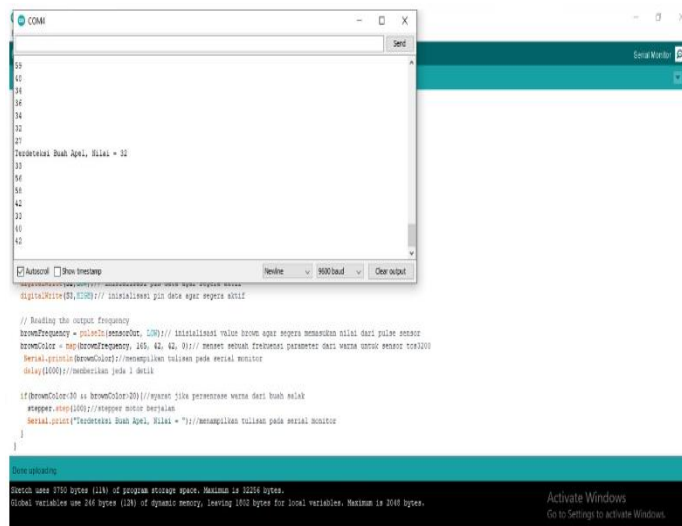 COM4
Send
Serial Monitor
59
40
34
36
34
32
27
Terdeteksi Buah Apel, Nilai = 32
33
56
56
42
33
40
42
Autoscroll Show timestamp Newline 9600 baud Clear output
digitalWrite(S3,HIGH);// inisialisasi pin data agar segera aktif
// Reading the output frequency
brownFrequency = pulseIn(sensorOut, LOW);// inisialisasi value brown agar segera memasukan nilai dari pulse sensor
brownColor = map(brownFrequency, 165, 42, 42, 0);// menset sebuah frekuensi parameter dari warna untuk sensor tcs3200
Serial.println(brownColor);//menampilkan tulisan pada serial monitor
delay(1000);//memberikan jeda 1 detik
if(brownColor<30 && brownColor>20){//syarat jika persenrase warna dari buah salak
stepper.step(100);//stepper motor berjalan
Serial.print("Terdeteksi Buah Apel, Nilai = ");//menampilkan tulisan pada serial monitor
}
}
Done uploading.
Sketch uses 3750 bytes (11%) of program storage space. Maximum is 32256 bytes.
Global variables use 246 bytes (12%) of dynamic memory, leaving 1802 bytes for local variables. Maximum is 2048 bytes.
Activate Windows
Go to Settings to activate Windows.